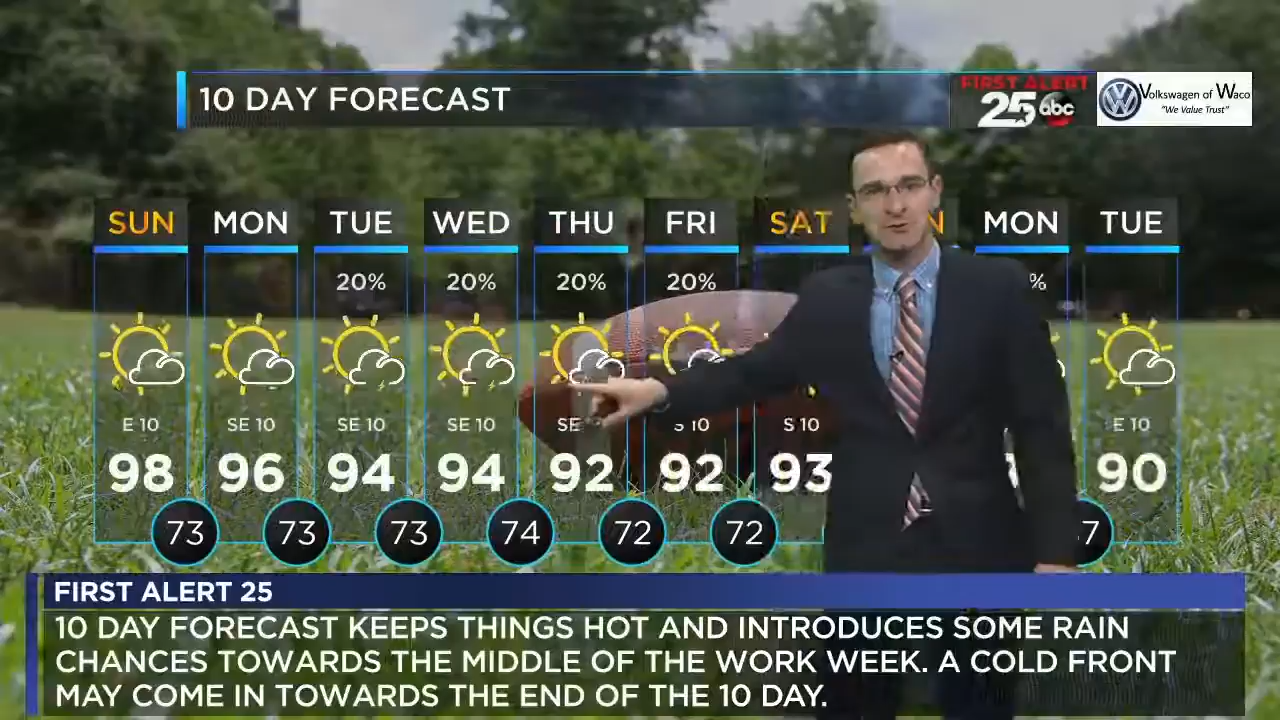 10 DAY FORECAST
FIRST ALERT
25 abc
Volkswagen of Waco
"We Value Trust"
SUN MON TUE WED THU FRI SAT MON TUE
20% 20% 20% 20%
E 10 SE 10 SE 10 SE 10 SE S 10 S 10 E 10
98 96 94 94 92 92 93 90
73 73 73 74 72 72
FIRST ALERT 25
10 DAY FORECAST KEEPS THINGS HOT AND INTRODUCES SOME RAIN
CHANCES TOWARDS THE MIDDLE OF THE WORK WEEK. A COLD FRONT
MAY COME IN TOWARDS THE END OF THE 10 DAY.